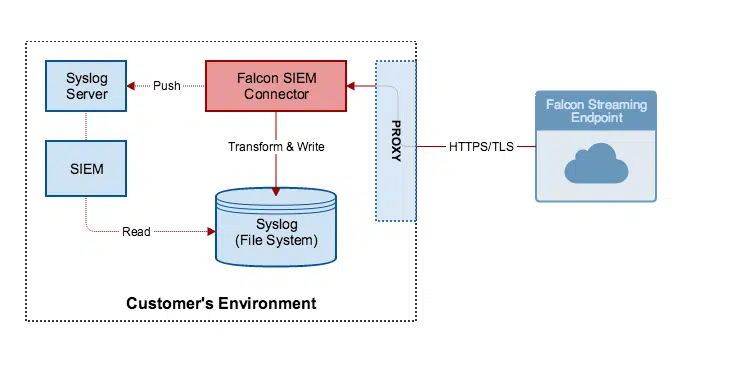 Syslog
Server
Push
Falcon SIEM
Connector
PROXY
HTTPS/TLS
Falcon Streaming
Endpoint
Transform & Write
SIEM
Read
Syslog
(File System)
Customer's Environment